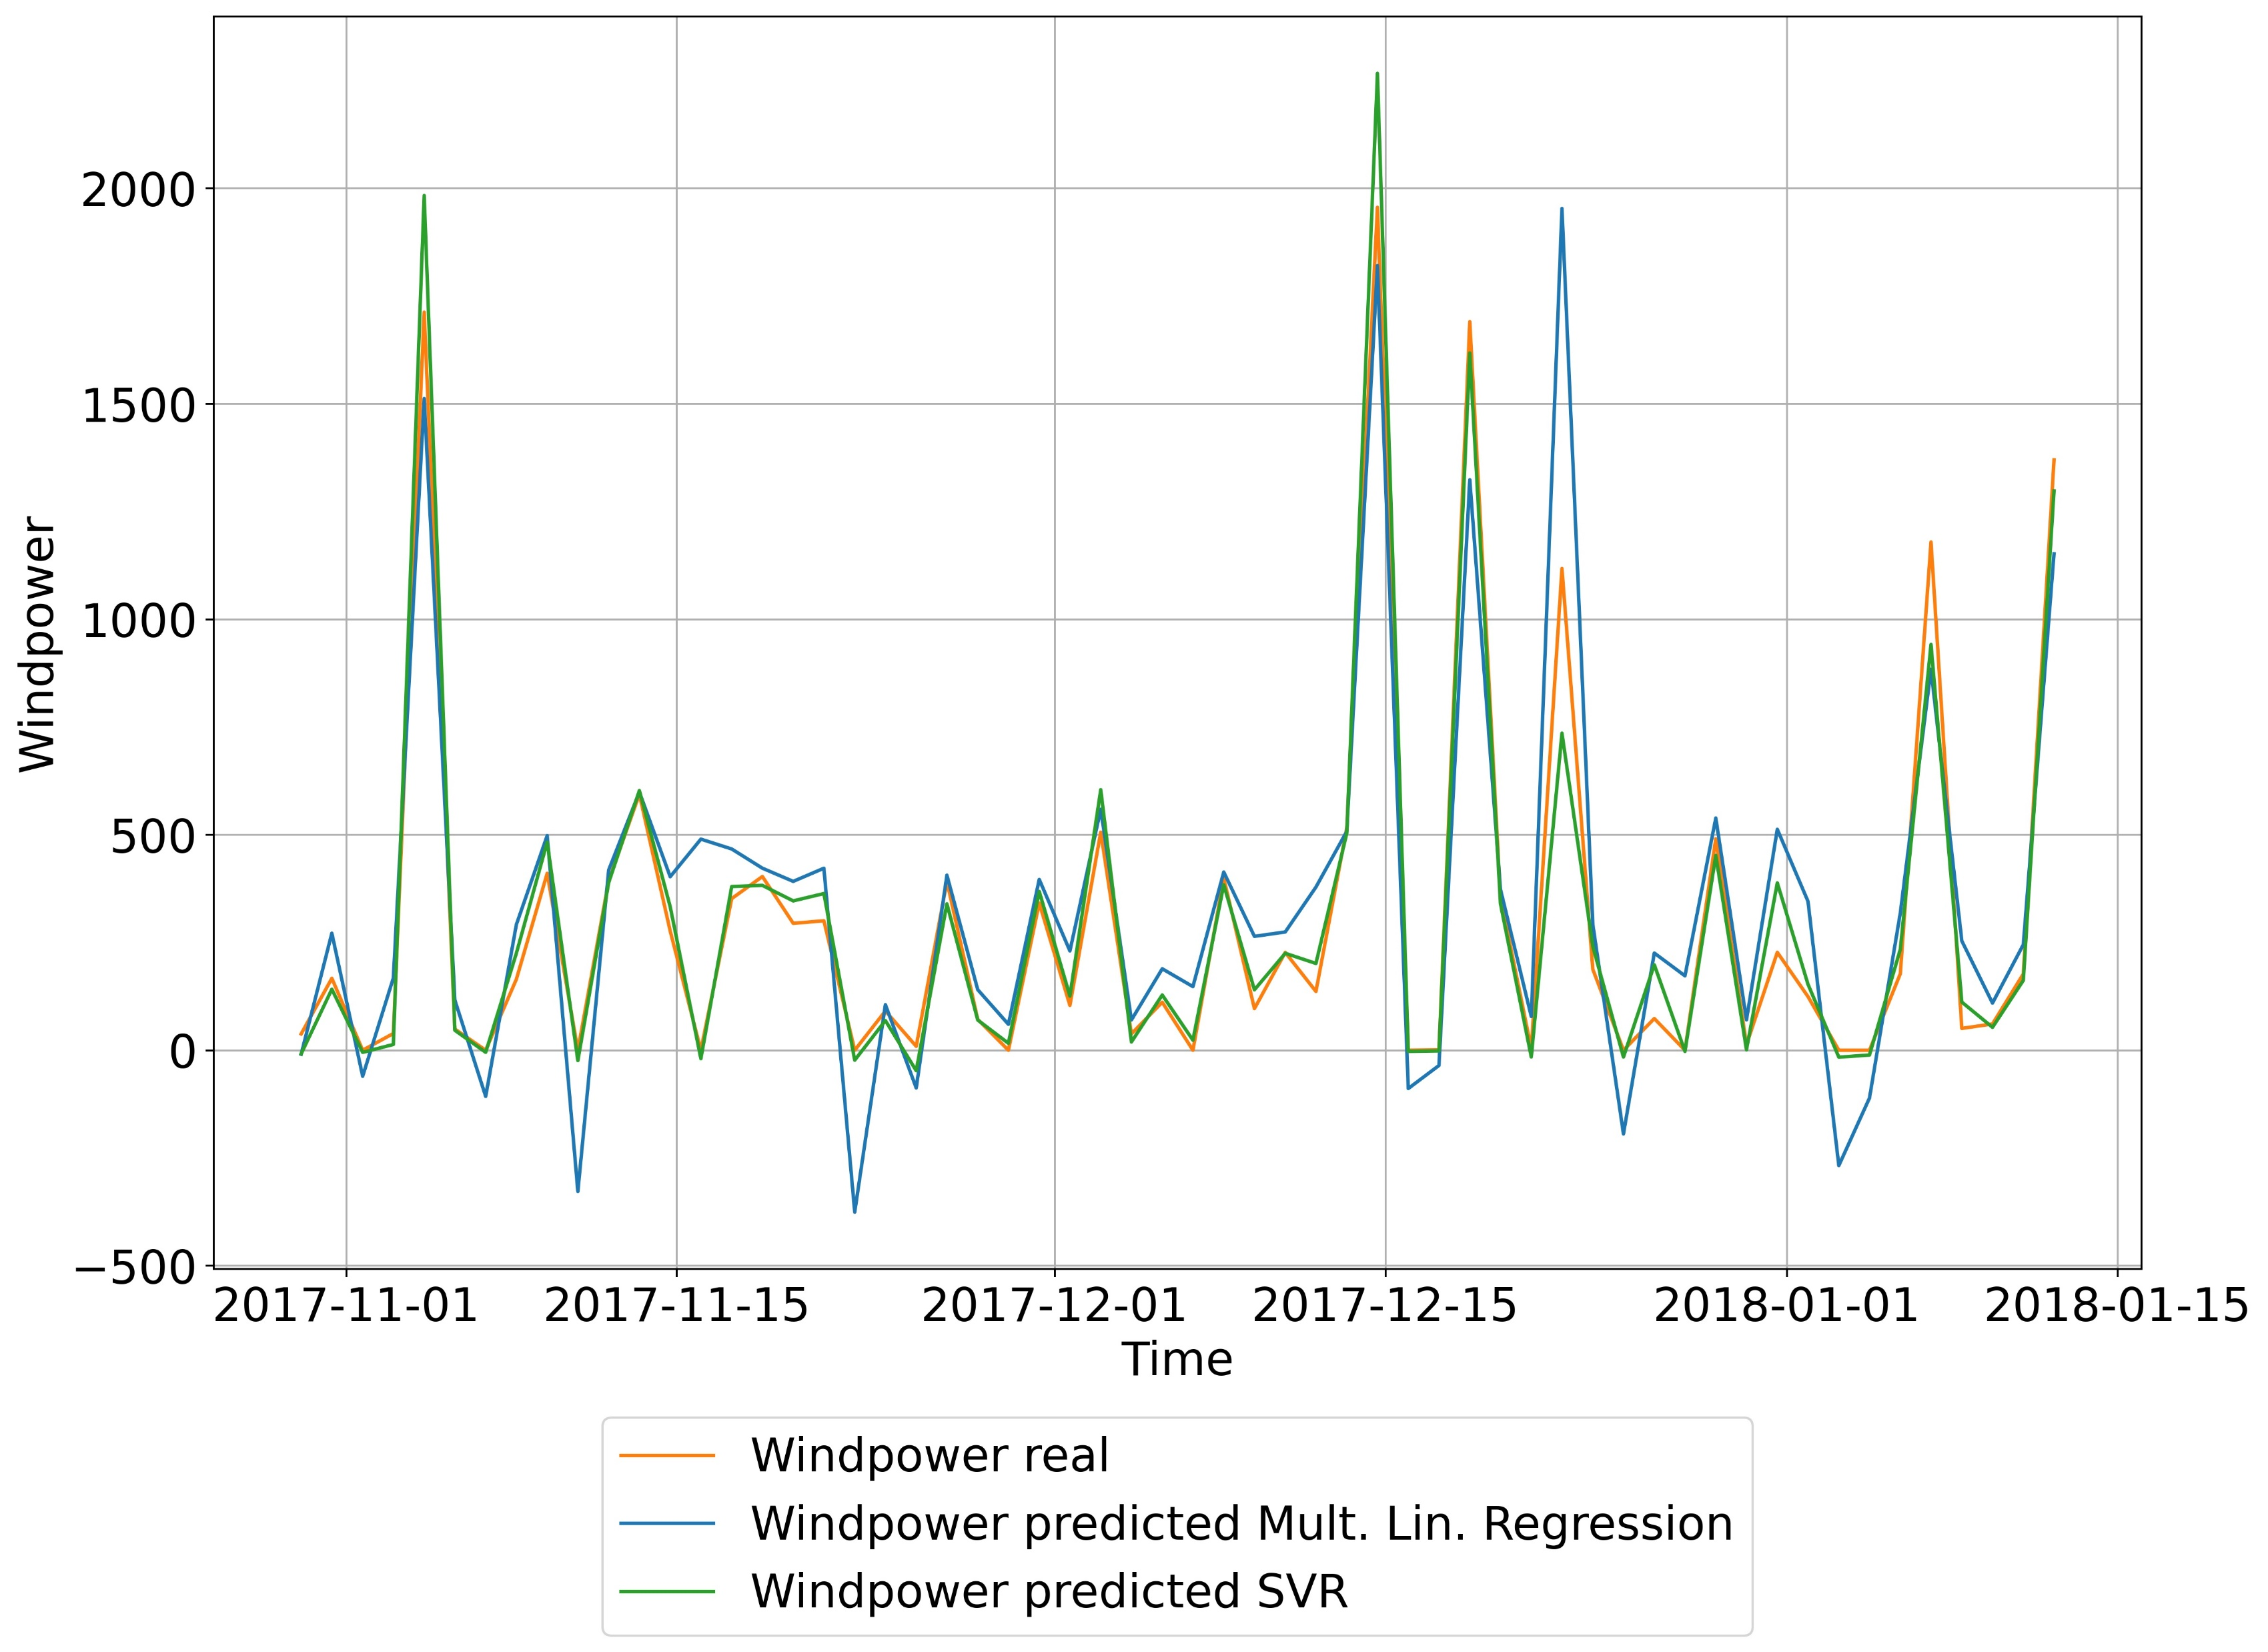 Windpower
2000
1500
1000
500
0
−500
2017-11-01 2017-11-15 2017-12-01 2017-12-15 2018-01-01 2018-01-15
Time
Windpower real
Windpower predicted Mult. Lin. Regression
Windpower predicted SVR